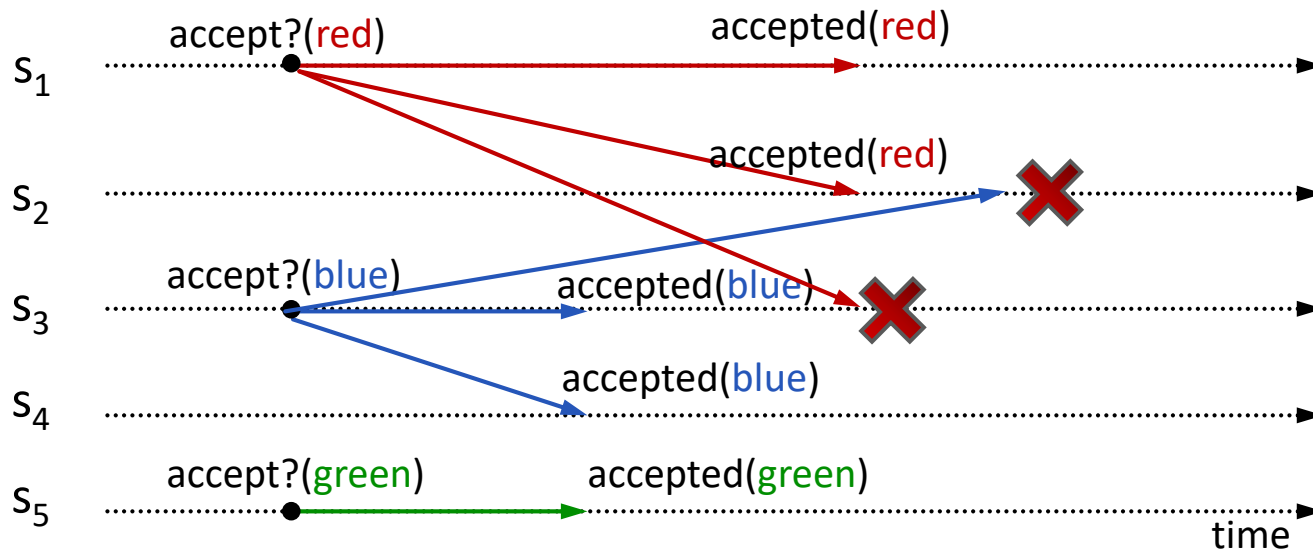 accept?(red)
accepted(red)
S1
accepted(red)
S2
accept?(blue)
accepted(blue)
S3
accepted(blue)
S4
accept?(green)
accepted(green)
S5
time